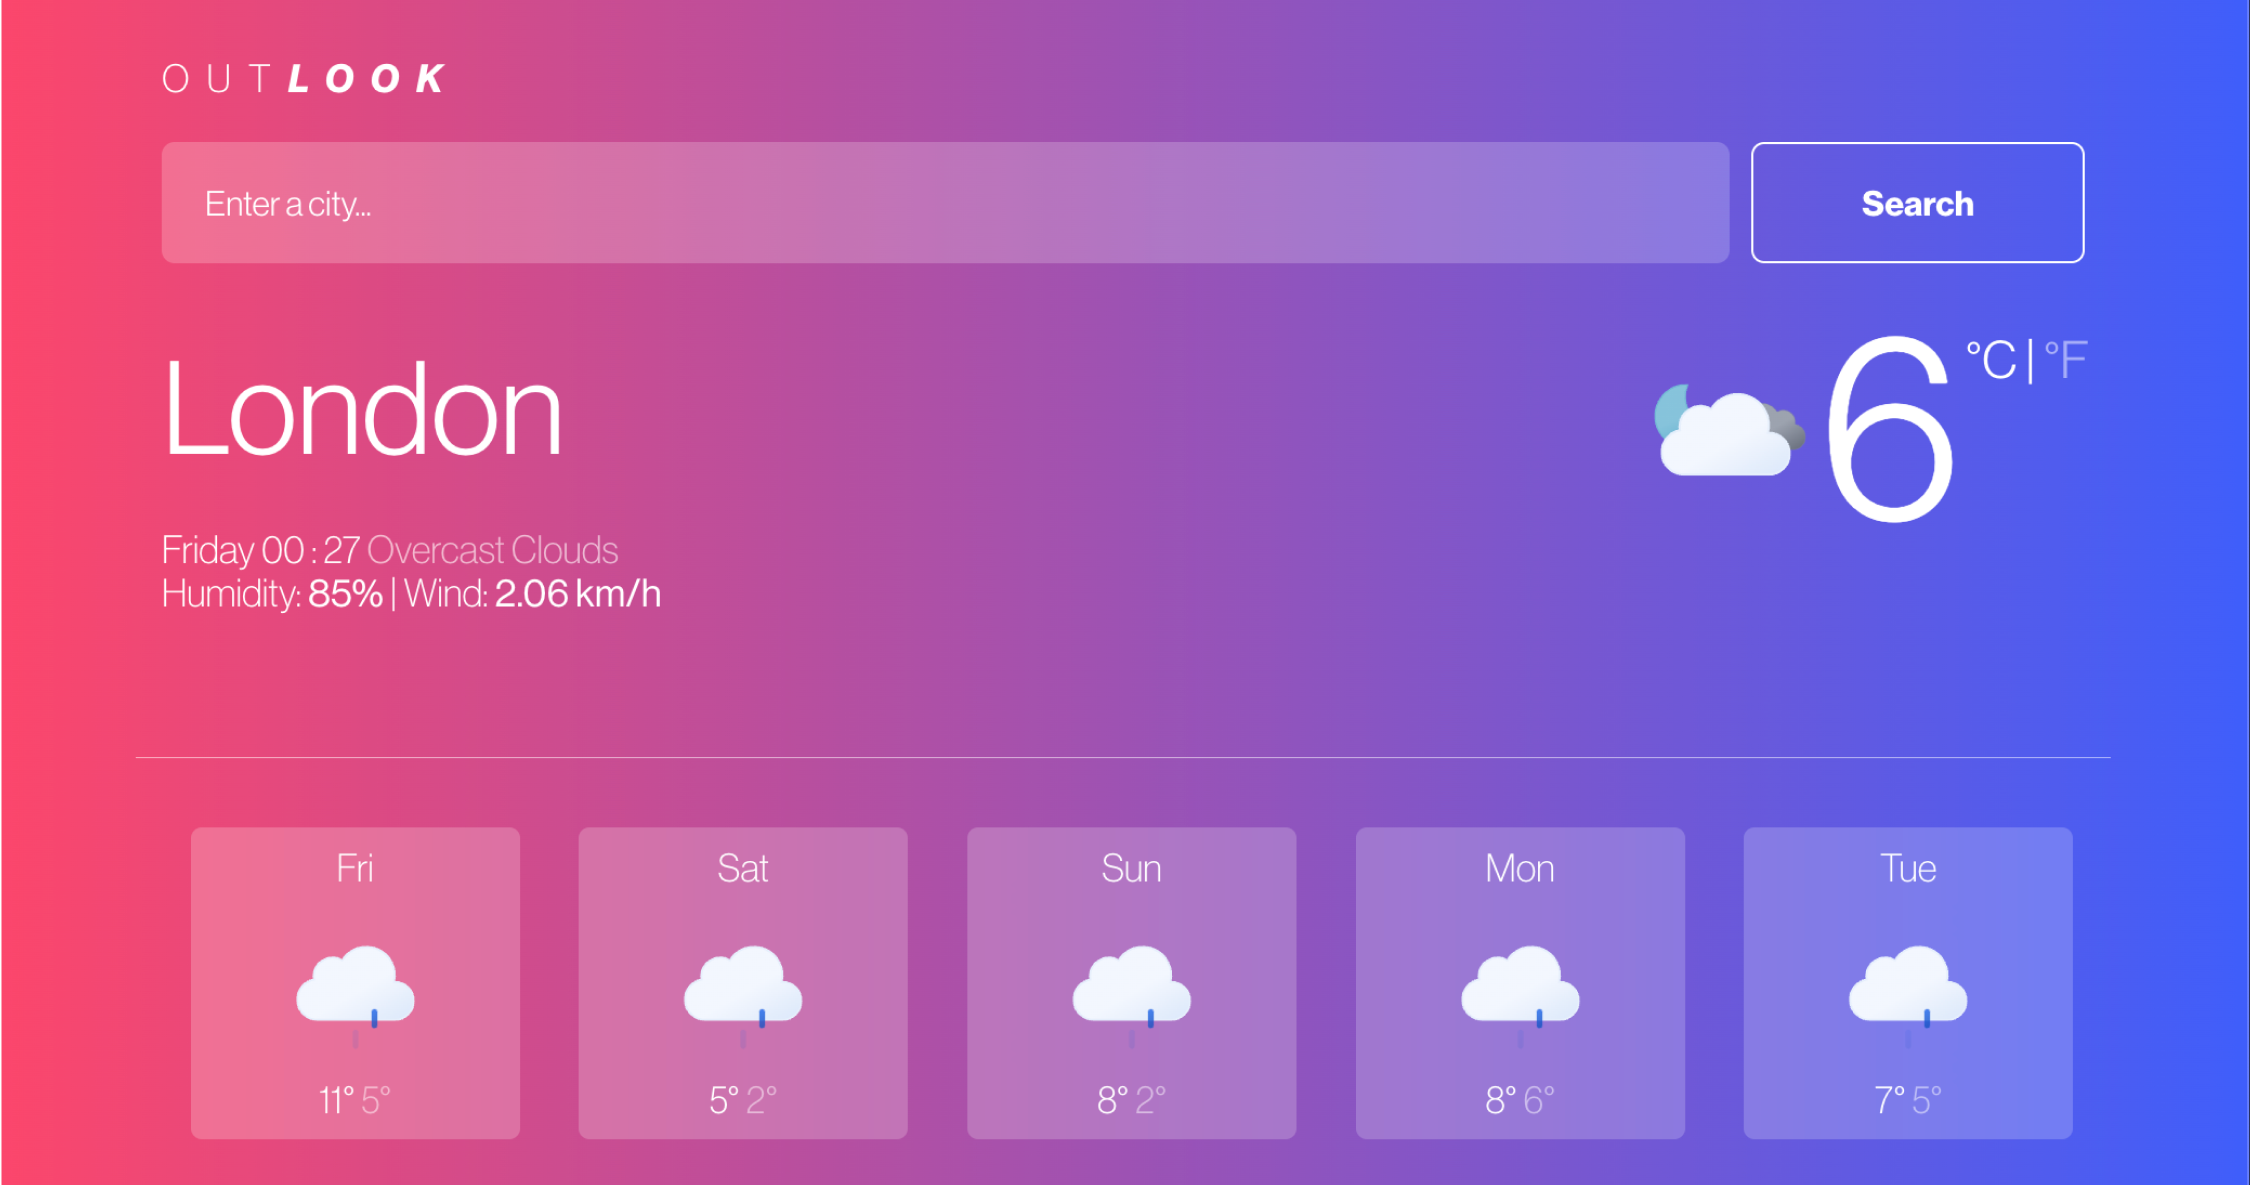 OUTLOOK
Enter a city...
Search
London
6 °C | °F
Friday 00 : 27 Overcast Clouds
Humidity: 85% | Wind: 2.06 km/h
Fri
11° 5°
Sat
5° 2°
Sun
8° 2°
Mon
8° 6°
Tue
7° 5°